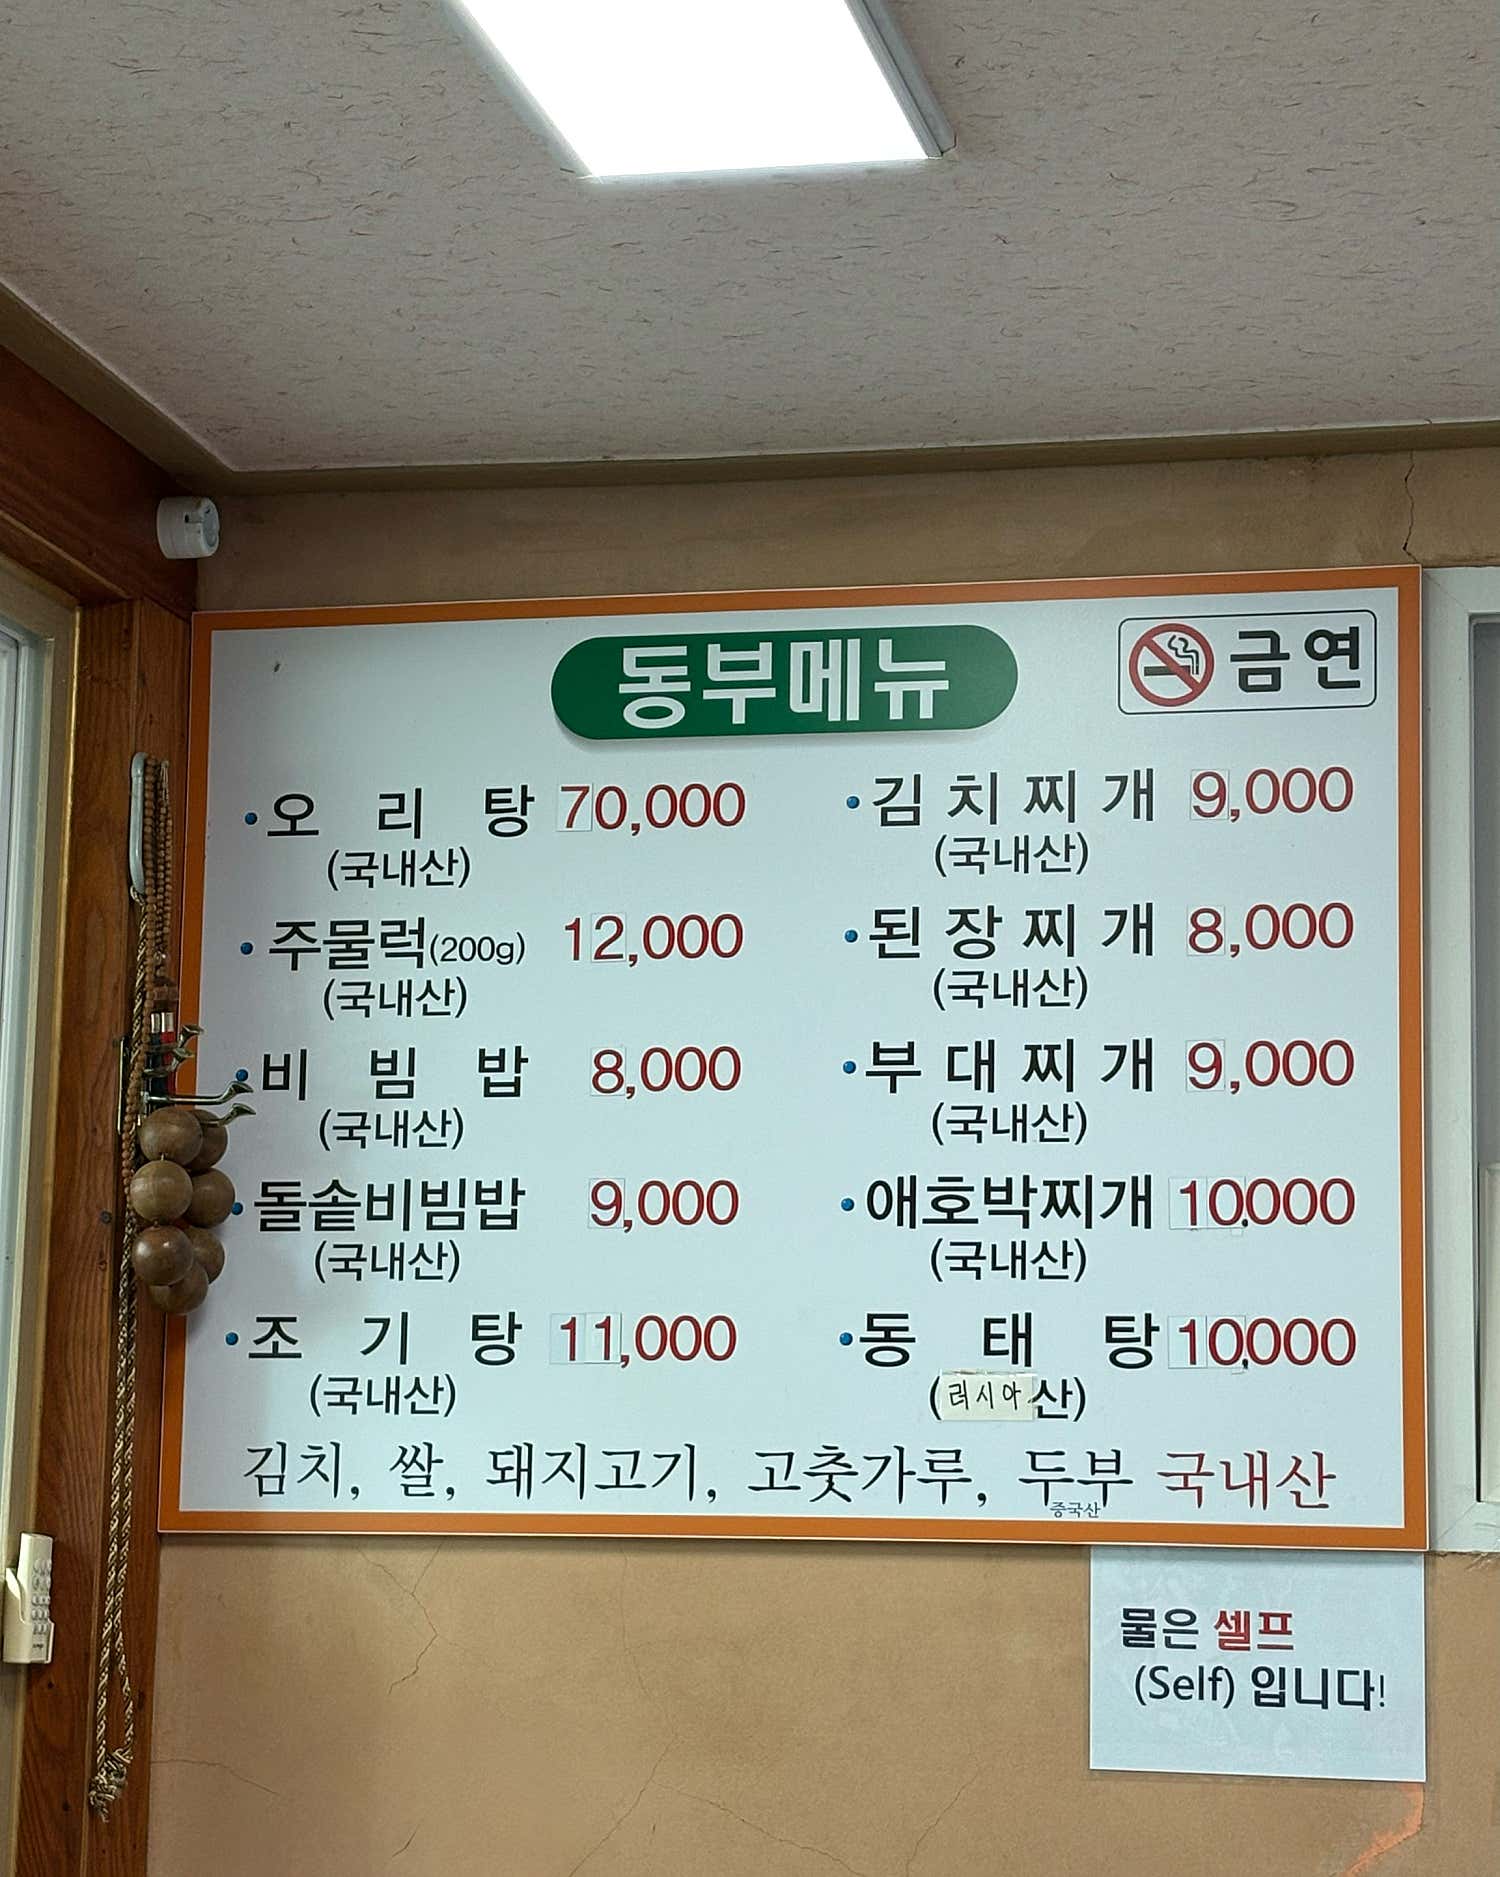 동부메뉴
금연
·오리탕 70,000
(국내산)
·주물럭(200g) 12,000
(국내산)
·비빔밥 8,000
(국내산)
·돌솥비빔밥 9,000
(국내산)
·조기탕 11,000
(국내산)
·김치찌개 9,000
(국내산)
·된장찌개 8,000
(국내산)
·부대찌개 9,000
(국내산)
·애호박찌개 10,000
(국내산)
·동태탕 10,000
(러시아산)
김치, 쌀, 돼지고기, 고춧가루, 두부 국내산
중국산
물은 셀프
(Self) 입니다!